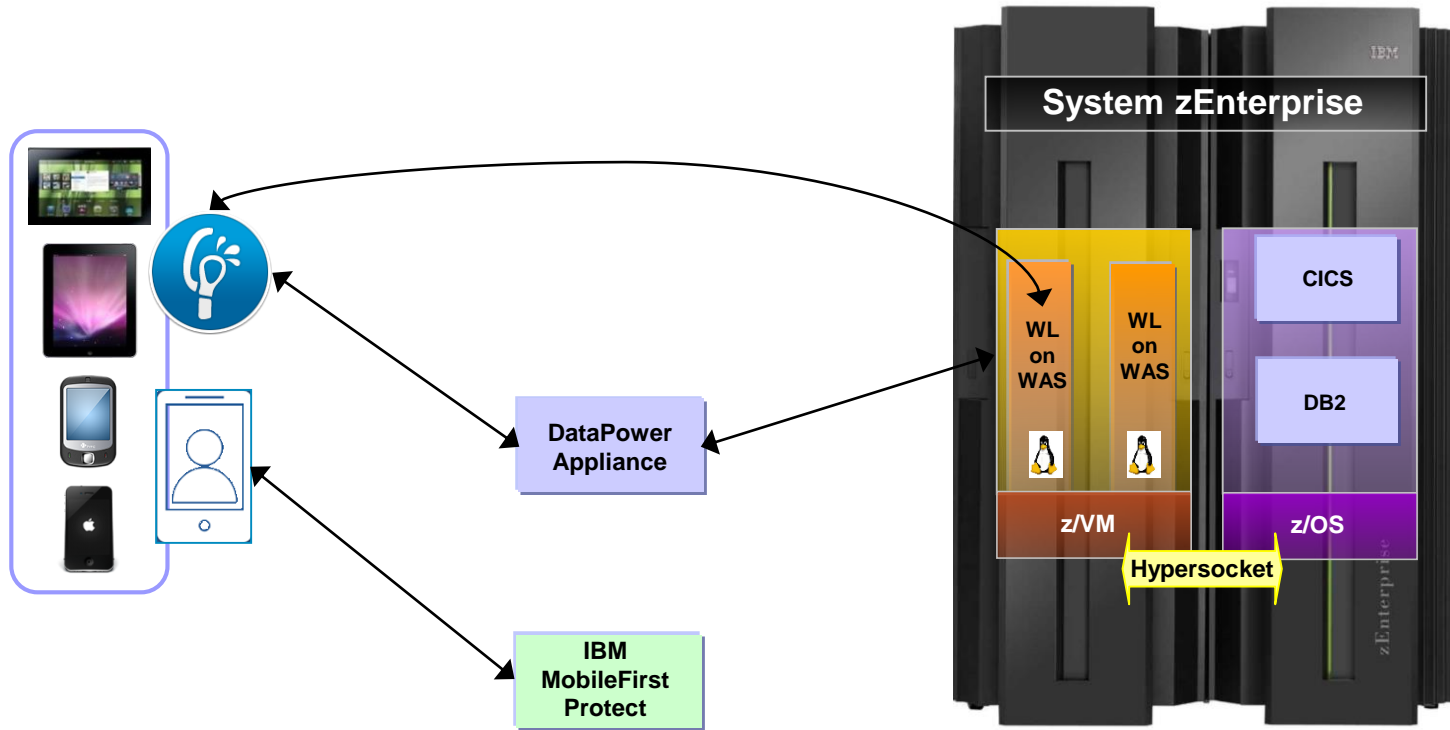 IBM
System zEnterprise
WL
on
WAS
WL
on
WAS
CICS
DB2
DataPower
Appliance
z/VM
z/OS
Hypersocket
IBM
MobileFirst
Protect
zEnterprise